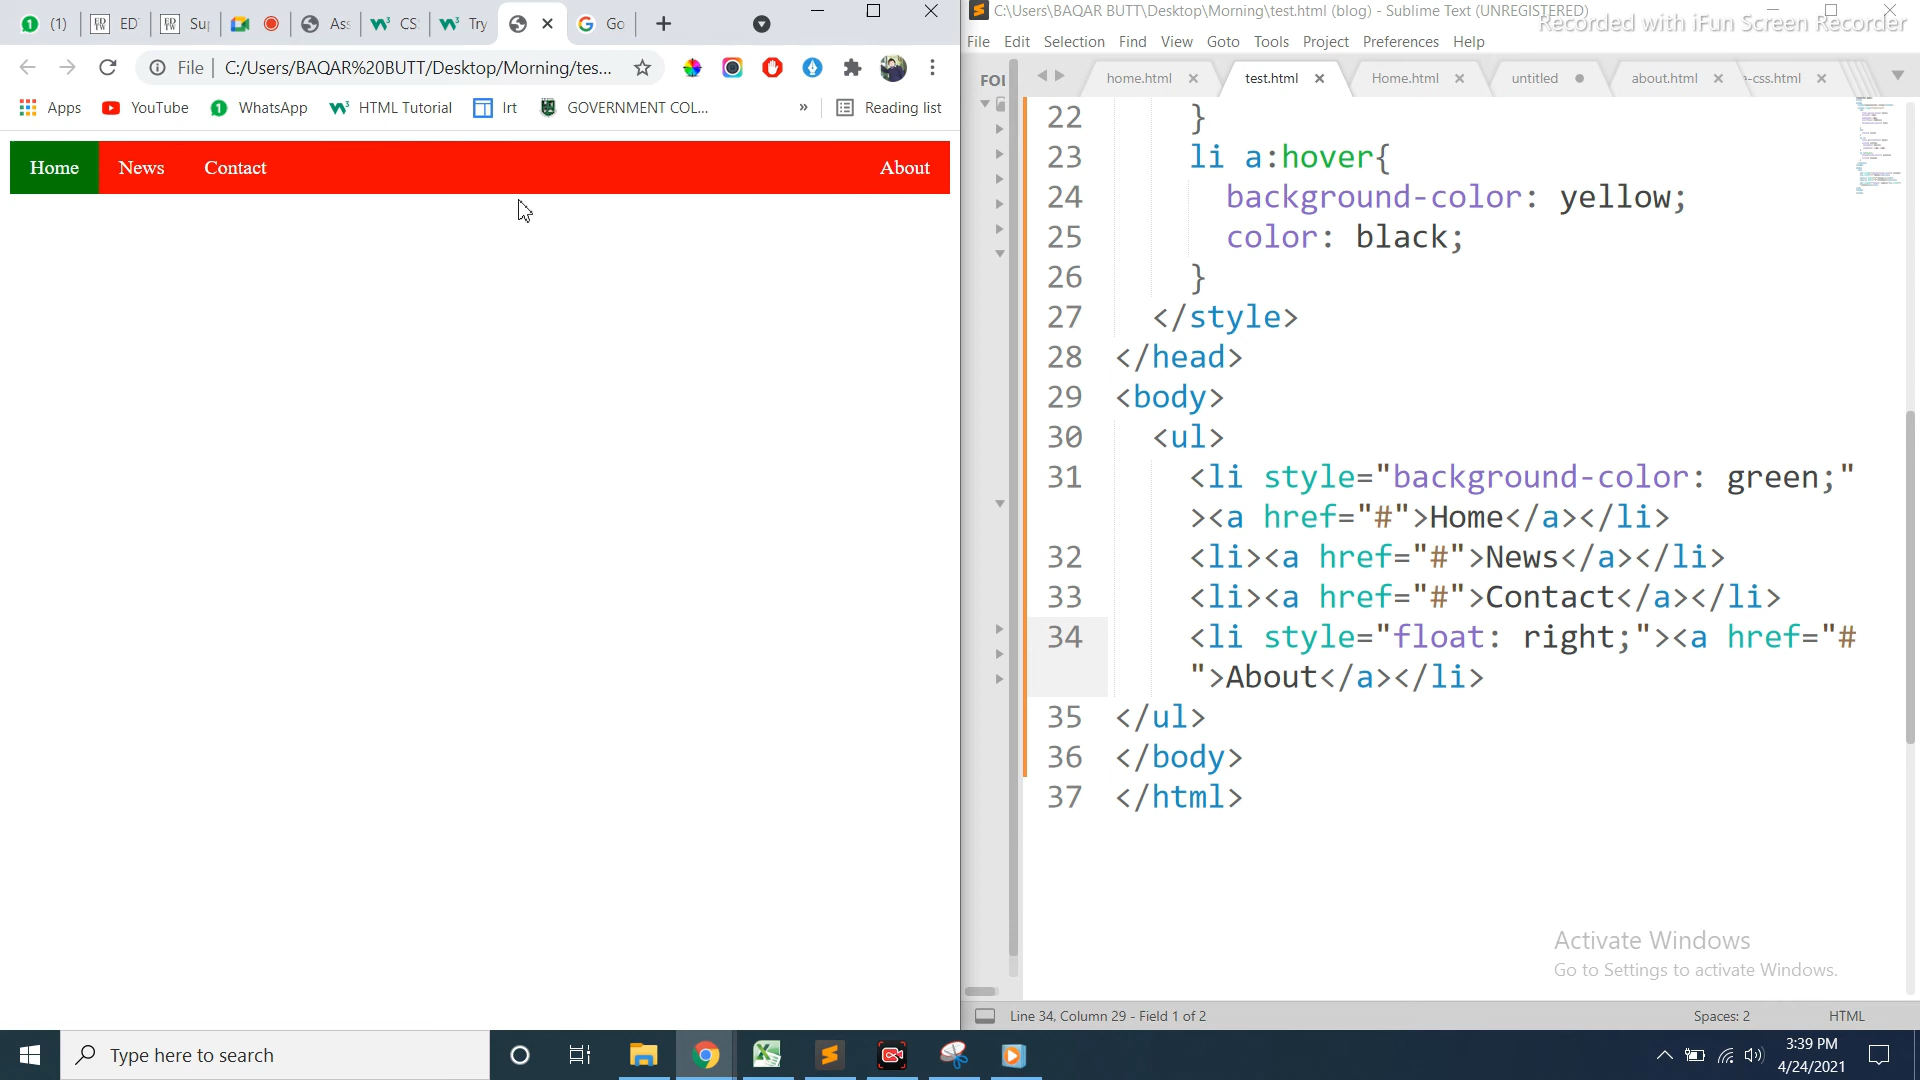 (1)
ED
Su
Ass
CS
Try
Go
File
C:/Users/BAQAR%20BUTT/Desktop/Morning/tes...
Apps
YouTube
WhatsApp
HTML Tutorial
Irt
GOVERNMENT COL...
»
Reading list
Home
News
Contact
About
C:\Users\BAQAR BUTT\Desktop\Morning\test.html (blog) - Sublime Text (UNREGISTERED)
Recorded with iFun Screen Recorder
File Edit Selection Find View Goto Tools Project Preferences Help
FOL
home.html
test.html
Home.html
untitled
about.html
-css.html
22 }
23 li a:hover{
24 background-color: yellow;
25 color: black;
26 }
27 </style>
28 </head>
29 <body>
30 <ul>
31 <li style="background-color: green;"
><a href="#">Home</a></li>
32 <li><a href="#">News</a></li>
33 <li><a href="#">Contact</a></li>
34 <li style="float: right;"><a href="#
">About</a></li>
35 </ul>
36 </body>
37 </html>
Activate Windows
Go to Settings to activate Windows.
Line 34, Column 29 - Field 1 of 2
Spaces: 2
HTML
Type here to search
3:39 PM
4/24/2021